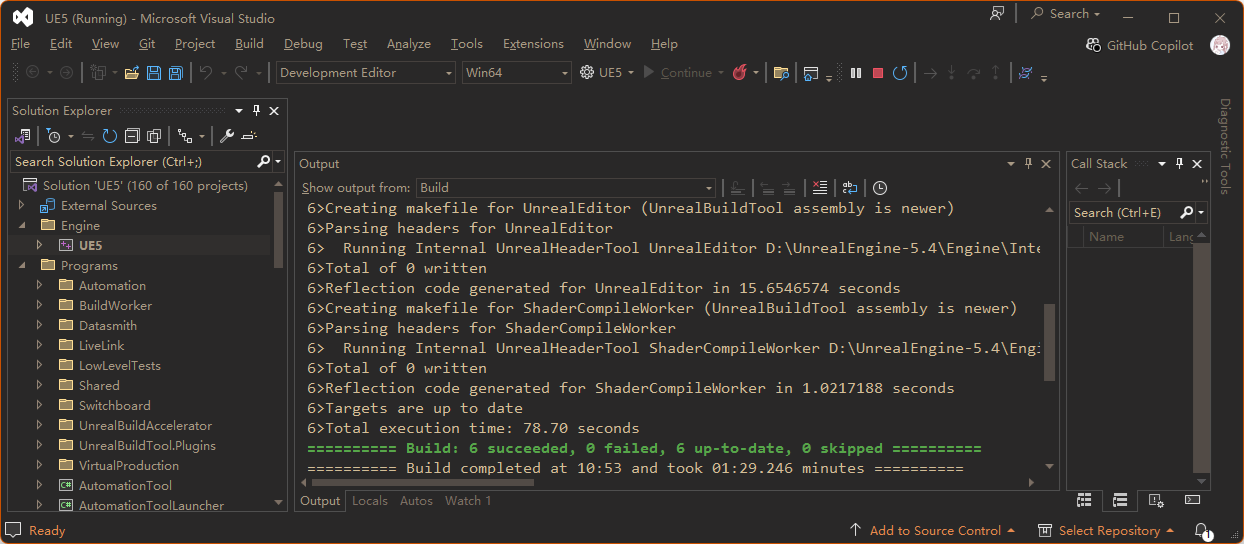 UE5 (Running) - Microsoft Visual Studio
Search
File Edit View Git Project Build Debug Test Analyze Tools Extensions Window Help
GitHub Copilot
Development Editor Win64 UE5 Continue
Solution Explorer
Search Solution Explorer (Ctrl+;)
Solution 'UE5' (160 of 160 projects)
External Sources
Engine
UE5
Programs
Automation
BuildWorker
Datasmith
LiveLink
LowLevelTests
Shared
Switchboard
UnrealBuildAccelerator
UnrealBuildTool.Plugins
VirtualProduction
AutomationTool
AutomationToolLauncher
Output
Show output from: Build
6>Creating makefile for UnrealEditor (UnrealBuildTool assembly is newer)
6>Parsing headers for UnrealEditor
6>  Running Internal UnrealHeaderTool UnrealEditor D:\UnrealEngine-5.4\Engine\Inte
6>Total of 0 written
6>Reflection code generated for UnrealEditor in 15.6546574 seconds
6>Creating makefile for ShaderCompileWorker (UnrealBuildTool assembly is newer)
6>Parsing headers for ShaderCompileWorker
6>  Running Internal UnrealHeaderTool ShaderCompileWorker D:\UnrealEngine-5.4\Engi
6>Total of 0 written
6>Reflection code generated for ShaderCompileWorker in 1.0217188 seconds
6>Targets are up to date
6>Total execution time: 78.70 seconds
========== Build: 6 succeeded, 0 failed, 6 up-to-date, 0 skipped ==========
========== Build completed at 10:53 and took 01:29.246 minutes ==========
Output Locals Autos Watch 1
Call Stack
Search (Ctrl+E)
Name Lang
Diagnostic Tools
Ready
Add to Source Control
Select Repository
1